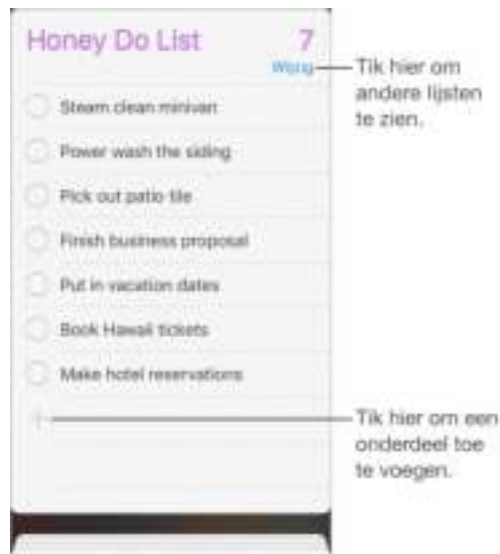 Honey Do List 7
Wijzig
Tik hier om
andere lijsten
te zien.
Steam clean minivan
Power wash the siding
Pick out patio tile
Finish business proposal
Put in vacation dates
Book Hawaii tickets
Make hotel reservations
Tik hier om een
onderdeel toe
te voegen.